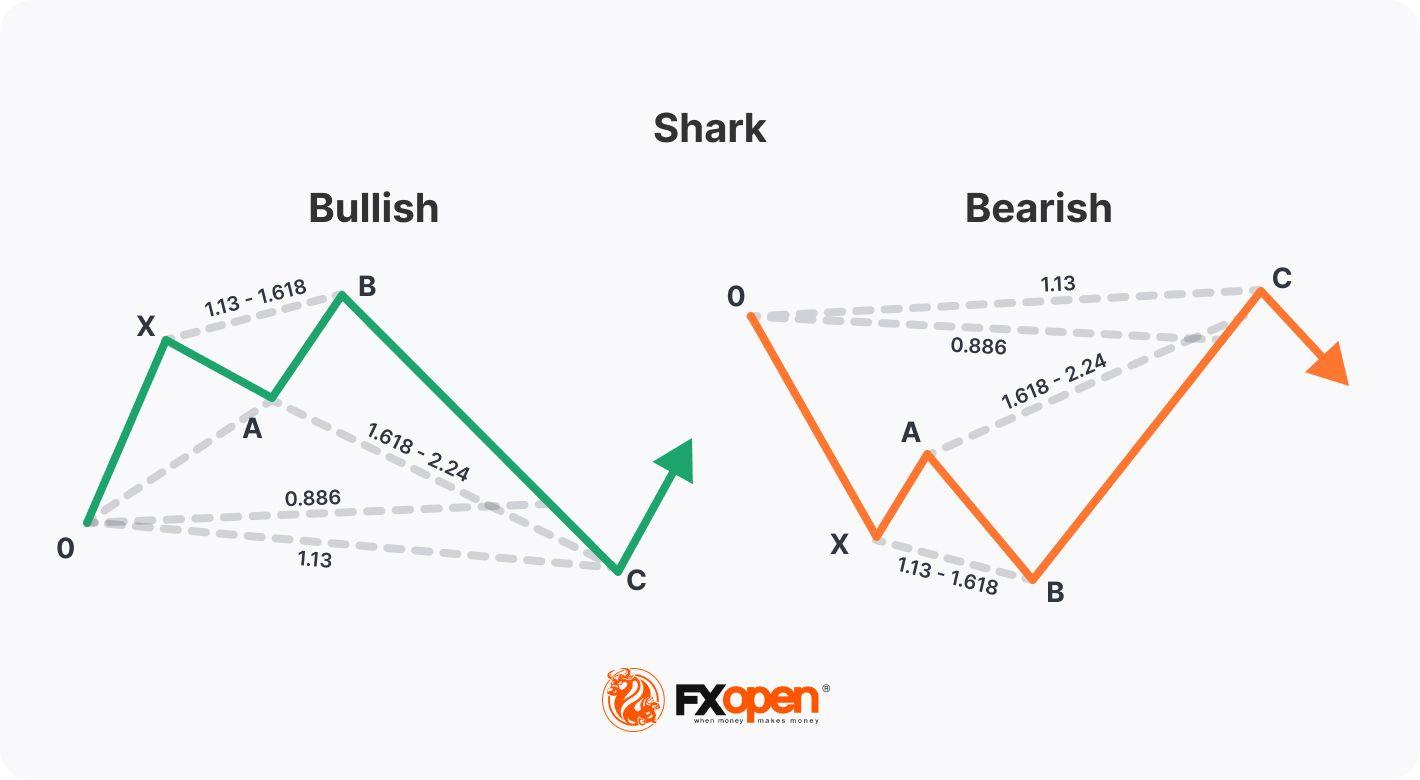 Shark
Bullish
Bearish
1.13 - 1.618
B
X
A
1.618 - 2.24
0.886
0
1.13
C
0
1.13
C
0.886
1.618 - 2.24
A
X
1.13 - 1.618
B
FXopen®
when money makes money